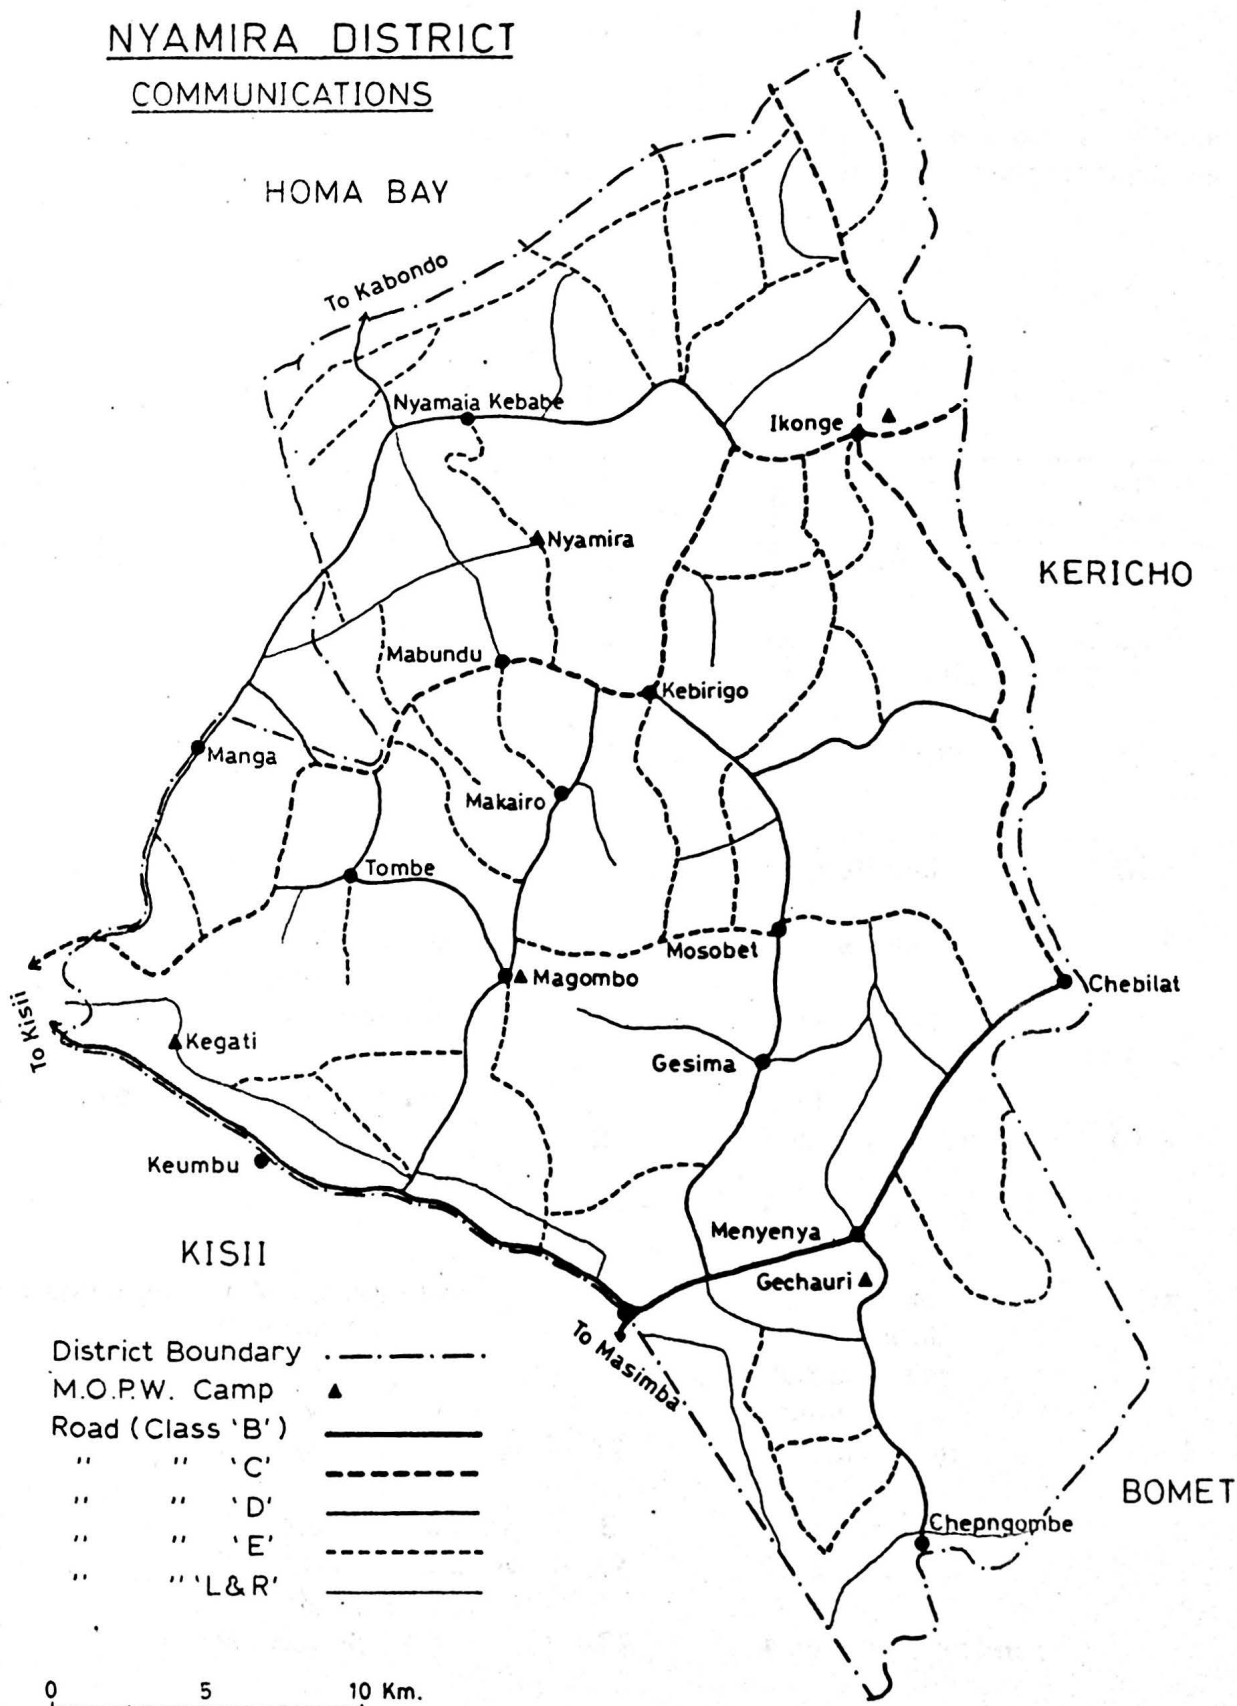 NYAMIRA DISTRICT
COMMUNICATIONS
HOMA BAY
To Kabondo
Nyamaia Kebabe
Ikonge
Nyamira
KERICHO
Mabundu
Kebirigo
Manga
Makairo
Tombe
Mosobet
Magombo
Chebilat
To Kisii
Kegati
Gesima
Keumbu
Menyenya
KISII
Gechauri
To Masimba
District Boundary
M.O.P.W. Camp
Road (Class 'B')
" " 'C'
" " 'D'
" " 'E'
" " 'L&R'
BOMET
Chepngombe
0 5 10 Km.